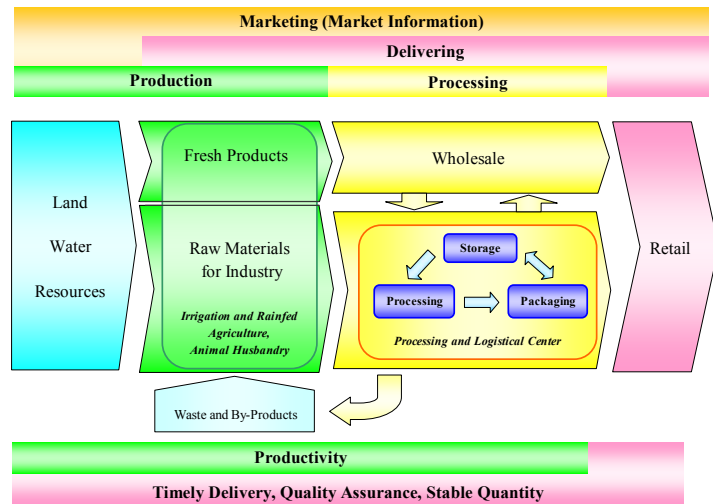 Marketing (Market Information)
Delivering
Production
Processing
Land
Water
Resources
Fresh Products
Raw Materials
for Industry
Irrigation and Rainfed
Agriculture,
Animal Husbandry
Wholesale
Storage
Processing
Packaging
Processing and Logistical Center
Retail
Waste and By-Products
Productivity
Timely Delivery, Quality Assurance, Stable Quantity